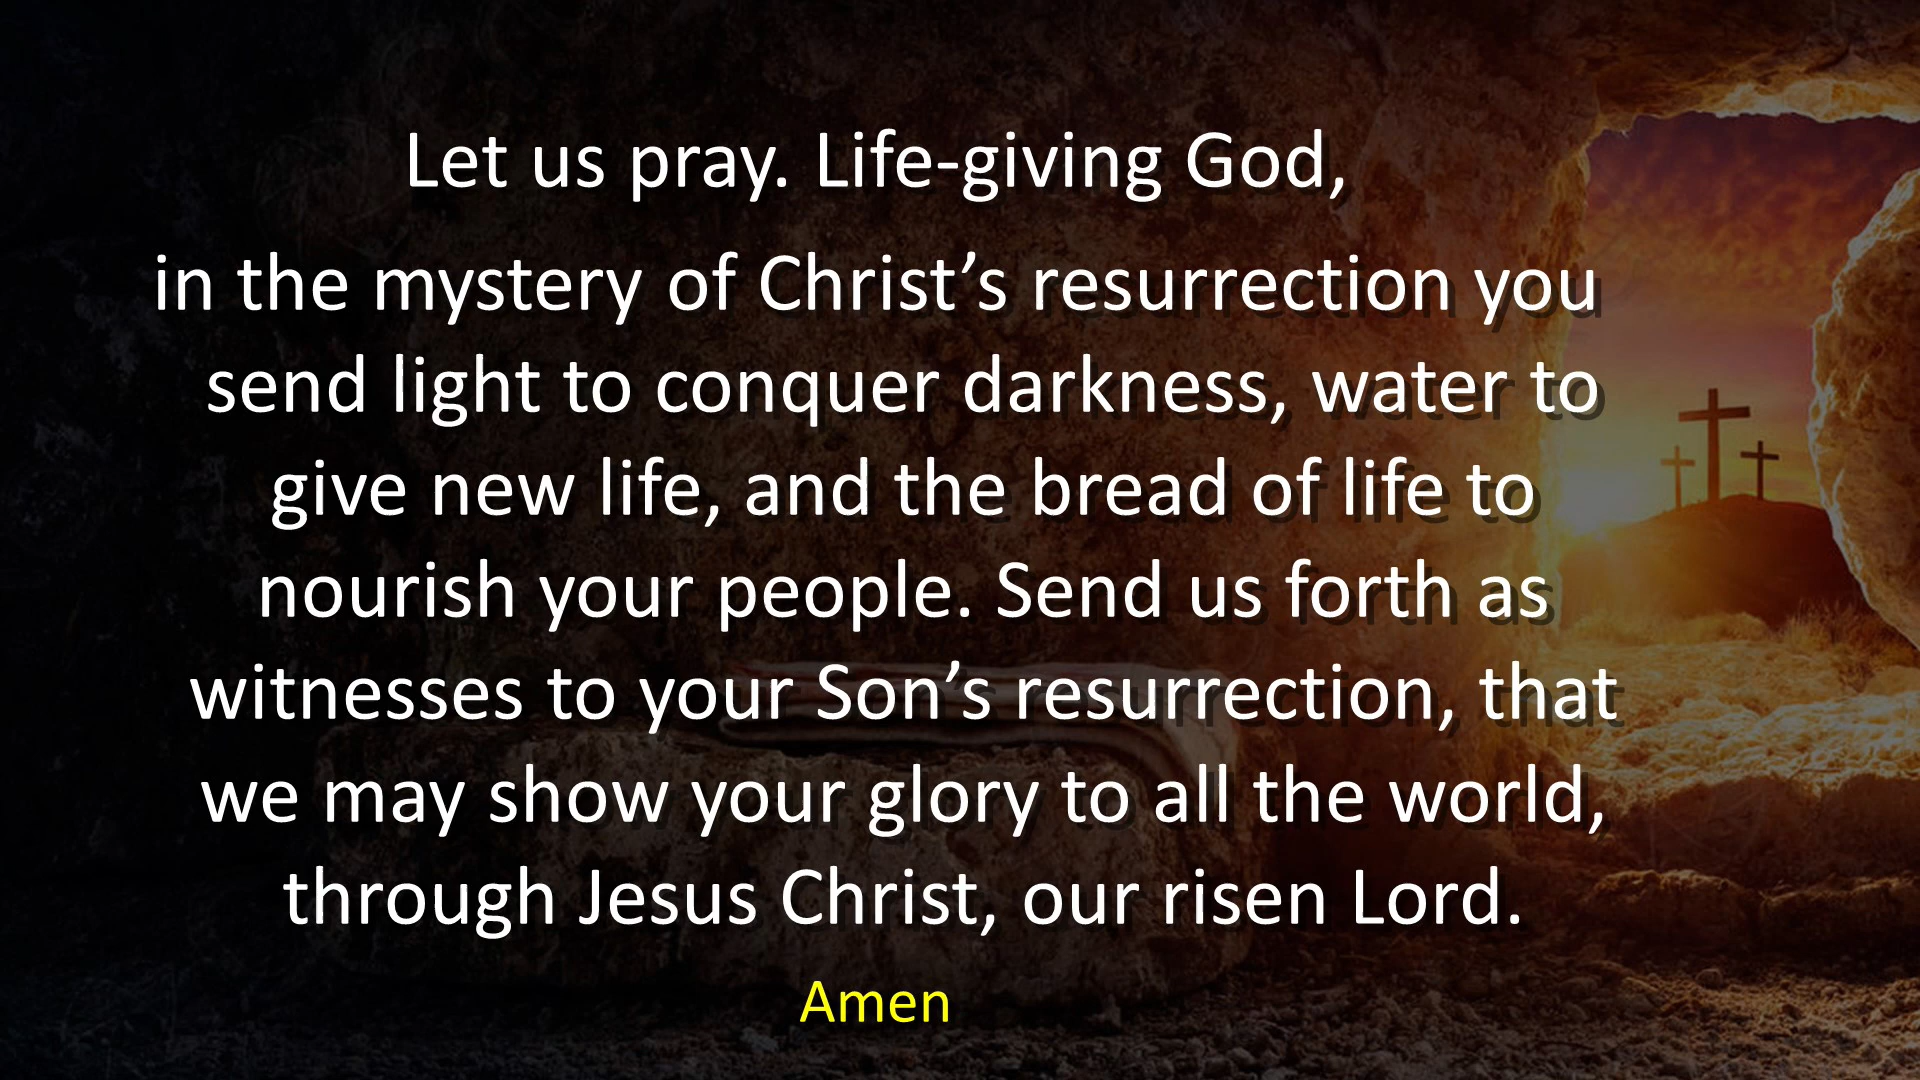 Let us pray. Life-giving God,
in the mystery of Christ’s resurrection you
send light to conquer darkness, water to
give new life, and the bread of life to
nourish your people. Send us forth as
witnesses to your Son’s resurrection, that
we may show your glory to all the world,
through Jesus Christ, our risen Lord.
Amen